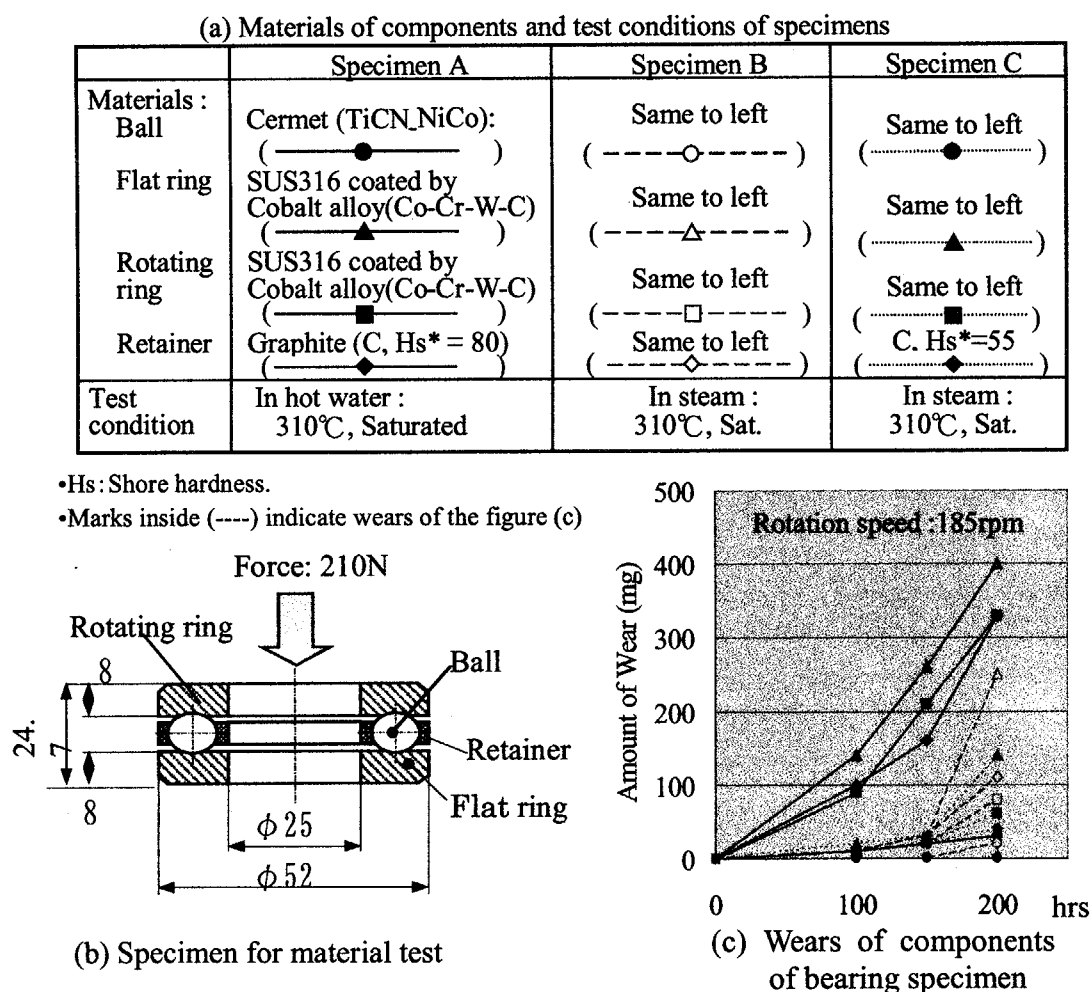 (a) Materials of components and test conditions of specimens
Specimen A Specimen B Specimen C
Materials :
Ball Cermet (TiCN_NiCo): Same to left Same to left
( ) ( ) ( )
Flat ring SUS316 coated by Same to left Same to left
Cobalt alloy(Co-Cr-W-C)
( ) ( ) ( )
Rotating SUS316 coated by Same to left Same to left
ring Cobalt alloy(Co-Cr-W-C)
( ) ( ) ( )
Retainer Graphite (C, Hs* = 80) Same to left C. Hs*=55
( ) ( ) ( )
Test In hot water : In steam : In steam :
condition 310℃, Saturated 310℃, Sat. 310℃, Sat.
•Hs: Shore hardness.
•Marks inside (----) indicate wears of the figure (c)
Force: 210N
Rotating ring
Ball
Retainer
Flat ring
8
24.
7
8
ϕ25
ϕ52
(b) Specimen for material test
Rotation speed :185rpm
Amount of Wear (mg)
500
400
300
200
100
0
0 100 200 hrs
(c) Wears of components
of bearing specimen